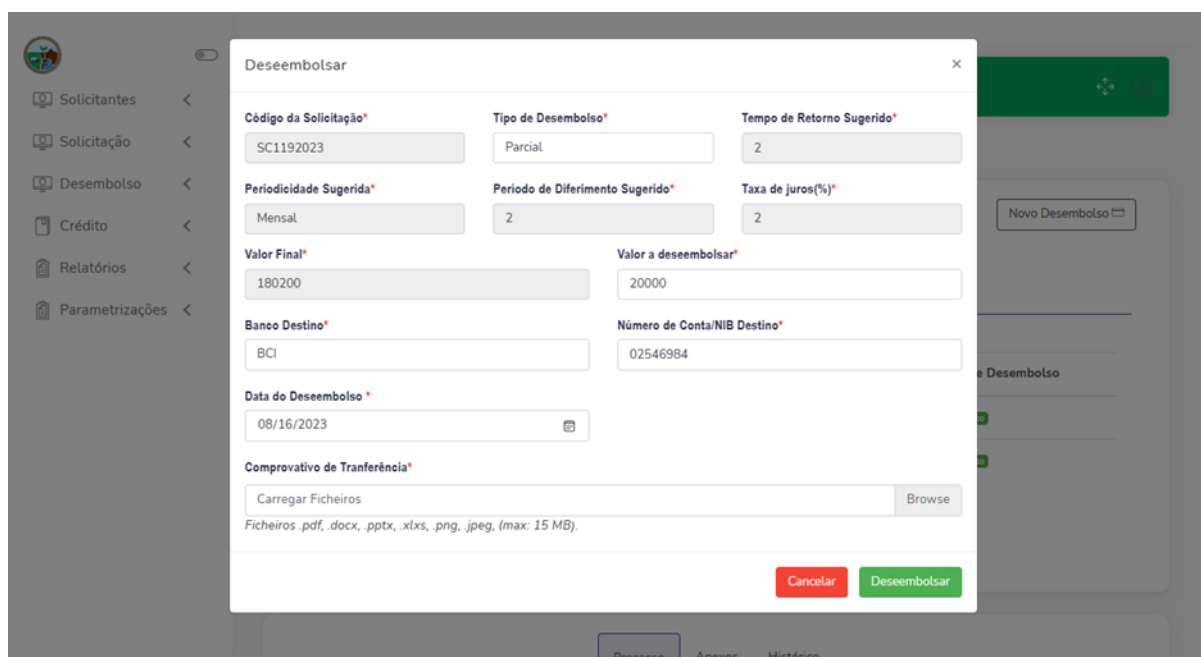 Deseembolsar ×
Solicitantes
Solicitação
Desembolso
Crédito
Relatórios
Parametrizações
Código da Solicitação* Tipo de Desembolso* Tempo de Retorno Sugerido*
SC1192023 Parcial 2
Periodicidade Sugerida* Periodo de Diferimento Sugerido* Taxa de juros(%)*
Mensal 2 2
Novo Desembolso
Valor Final* Valor a deseembolsar*
180200 20000
Banco Destino* Número de Conta/NIB Destino*
BCI 02546984
e Desembolso
Data do Deseembolso *
08/16/2023
Comprovativo de Tranferência*
Carregar Ficheiros Browse
Ficheiros .pdf, .docx, .pptx, .xlxs, .png, .jpeg, (max: 15 MB).
Cancelar Deseembolsar
Processo Anexos Histórico